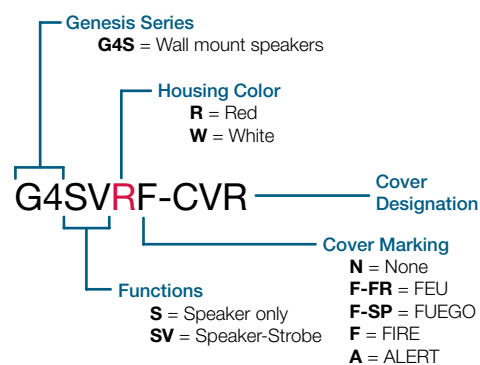 Genesis Series
G4S = Wall mount speakers
Housing Color
R = Red
W = White
G4SVRF-CVR
Cover
Designation
Cover Marking
N = None
F-FR = FEU
F-SP = FUEGO
F = FIRE
A = ALERT
Functions
S = Speaker only
SV = Speaker-Strobe